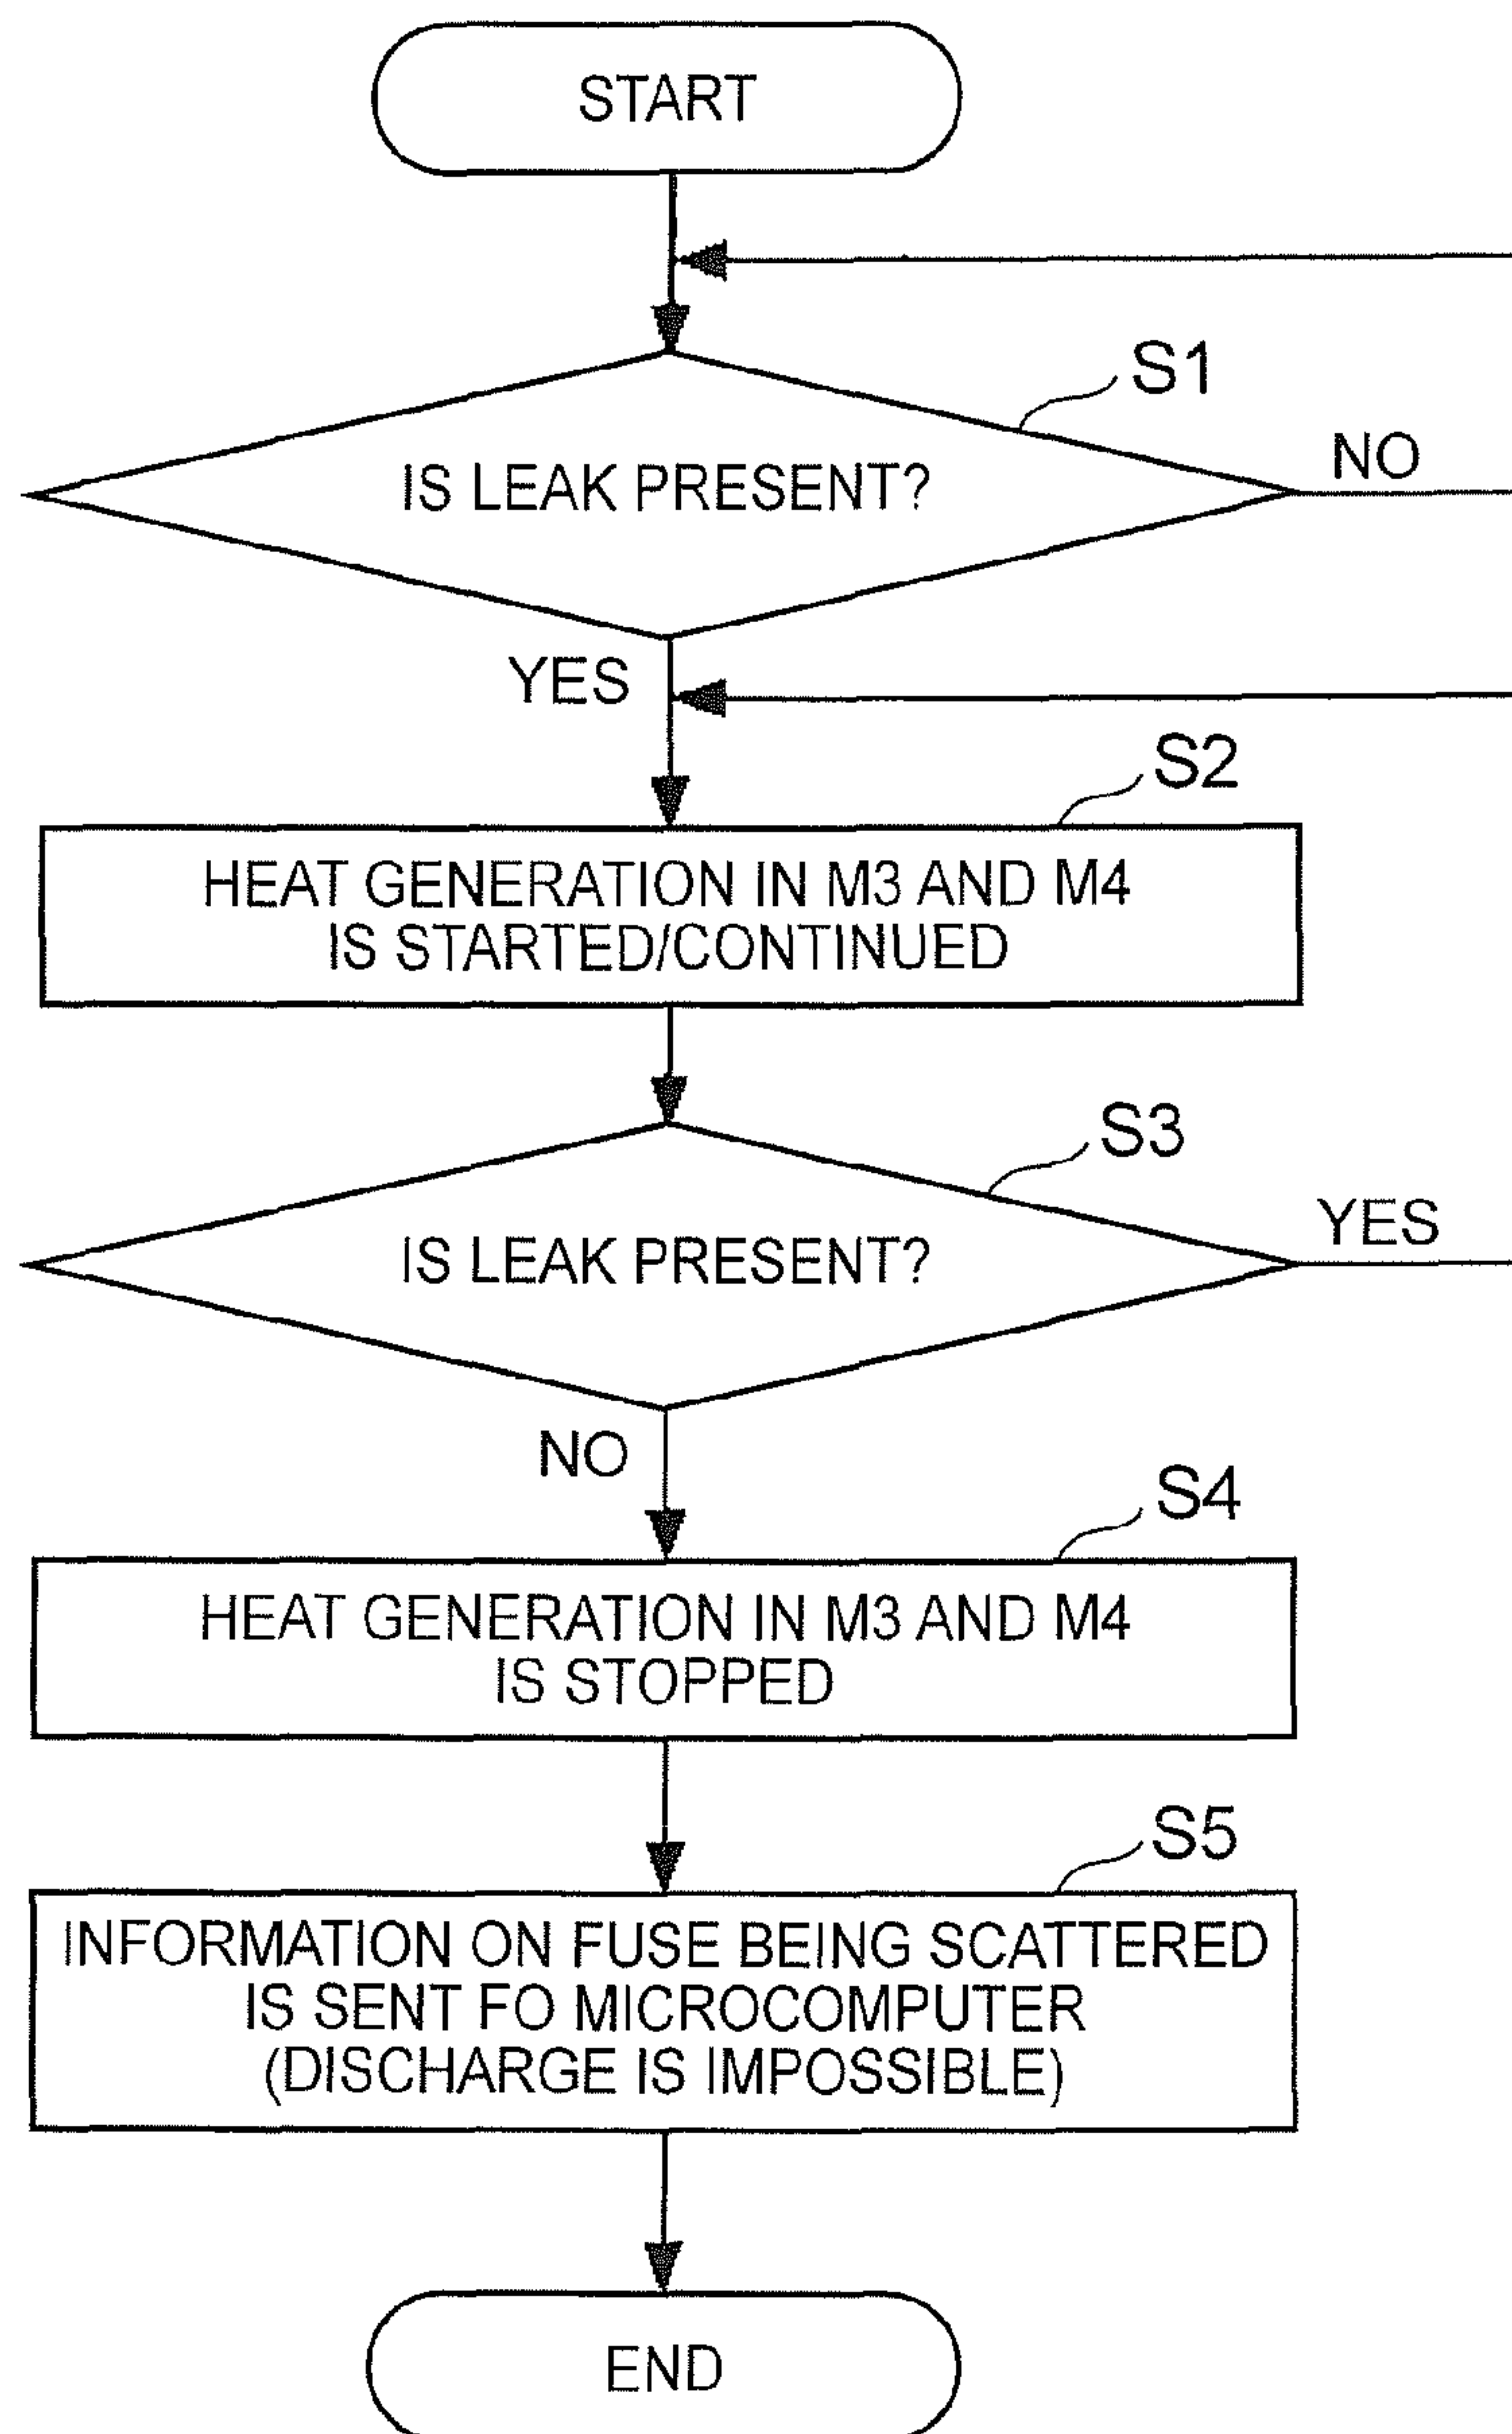 START
S1
IS LEAK PRESENT?
NO
YES
S2
HEAT GENERATION IN M3 AND M4
IS STARTED/CONTINUED
S3
IS LEAK PRESENT?
YES
NO
S4
HEAT GENERATION IN M3 AND M4
IS STOPPED
S5
INFORMATION ON FUSE BEING SCATTERED
IS SENT FO MICROCOMPUTER
(DISCHARGE IS IMPOSSIBLE)
END